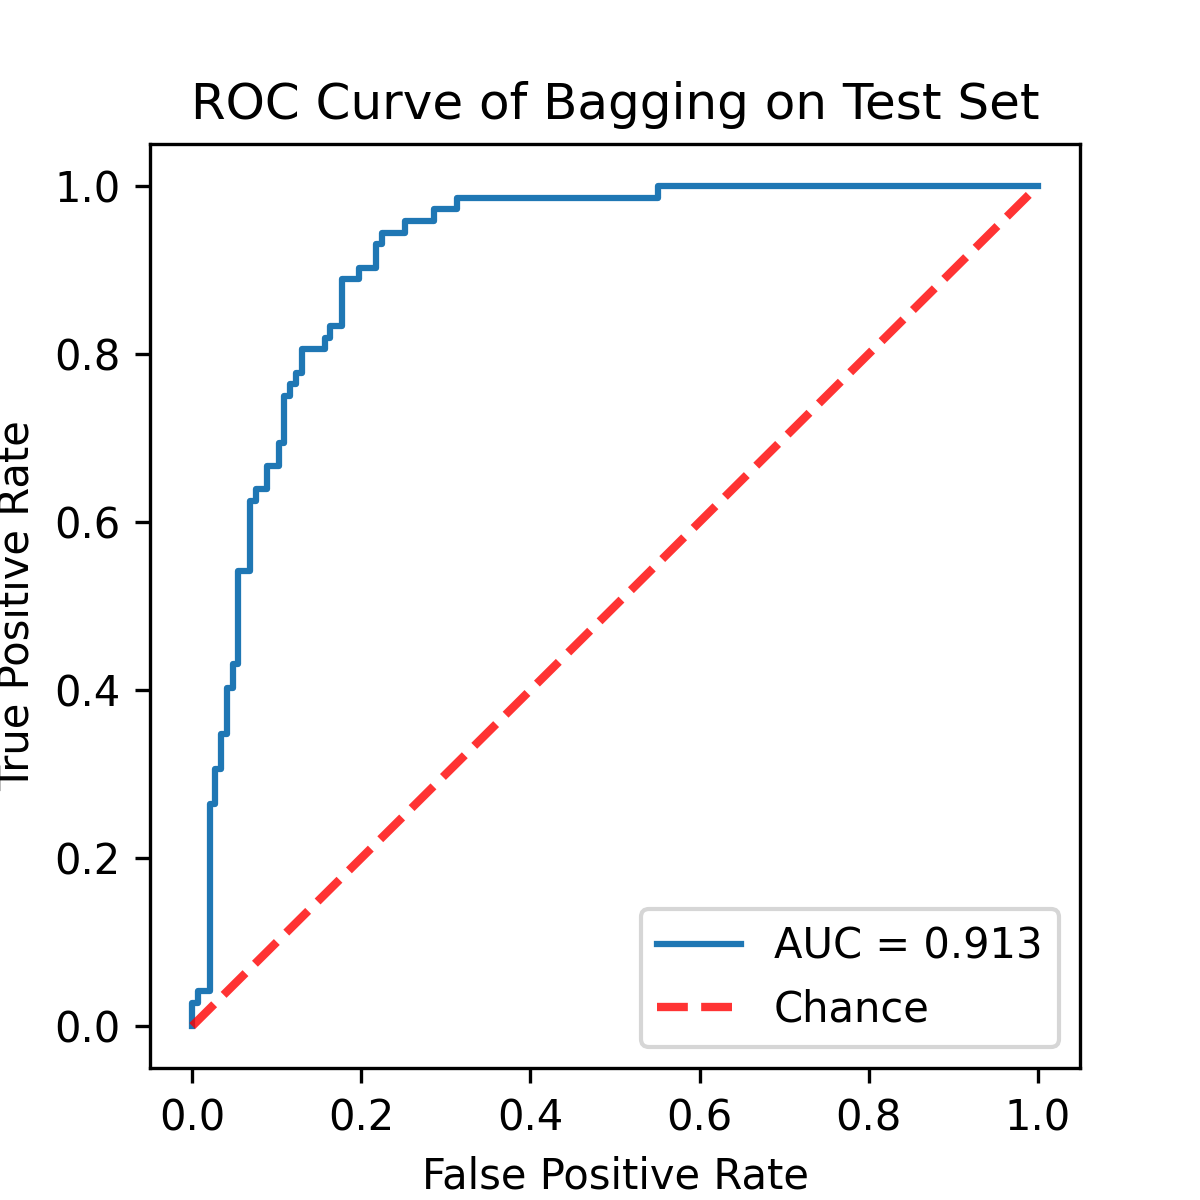 ROC Curve of Bagging on Test Set
True Positive Rate
1.0
0.8
0.6
0.4
0.2
0.0
AUC = 0.913
Chance
0.0 0.2 0.4 0.6 0.8 1.0
False Positive Rate